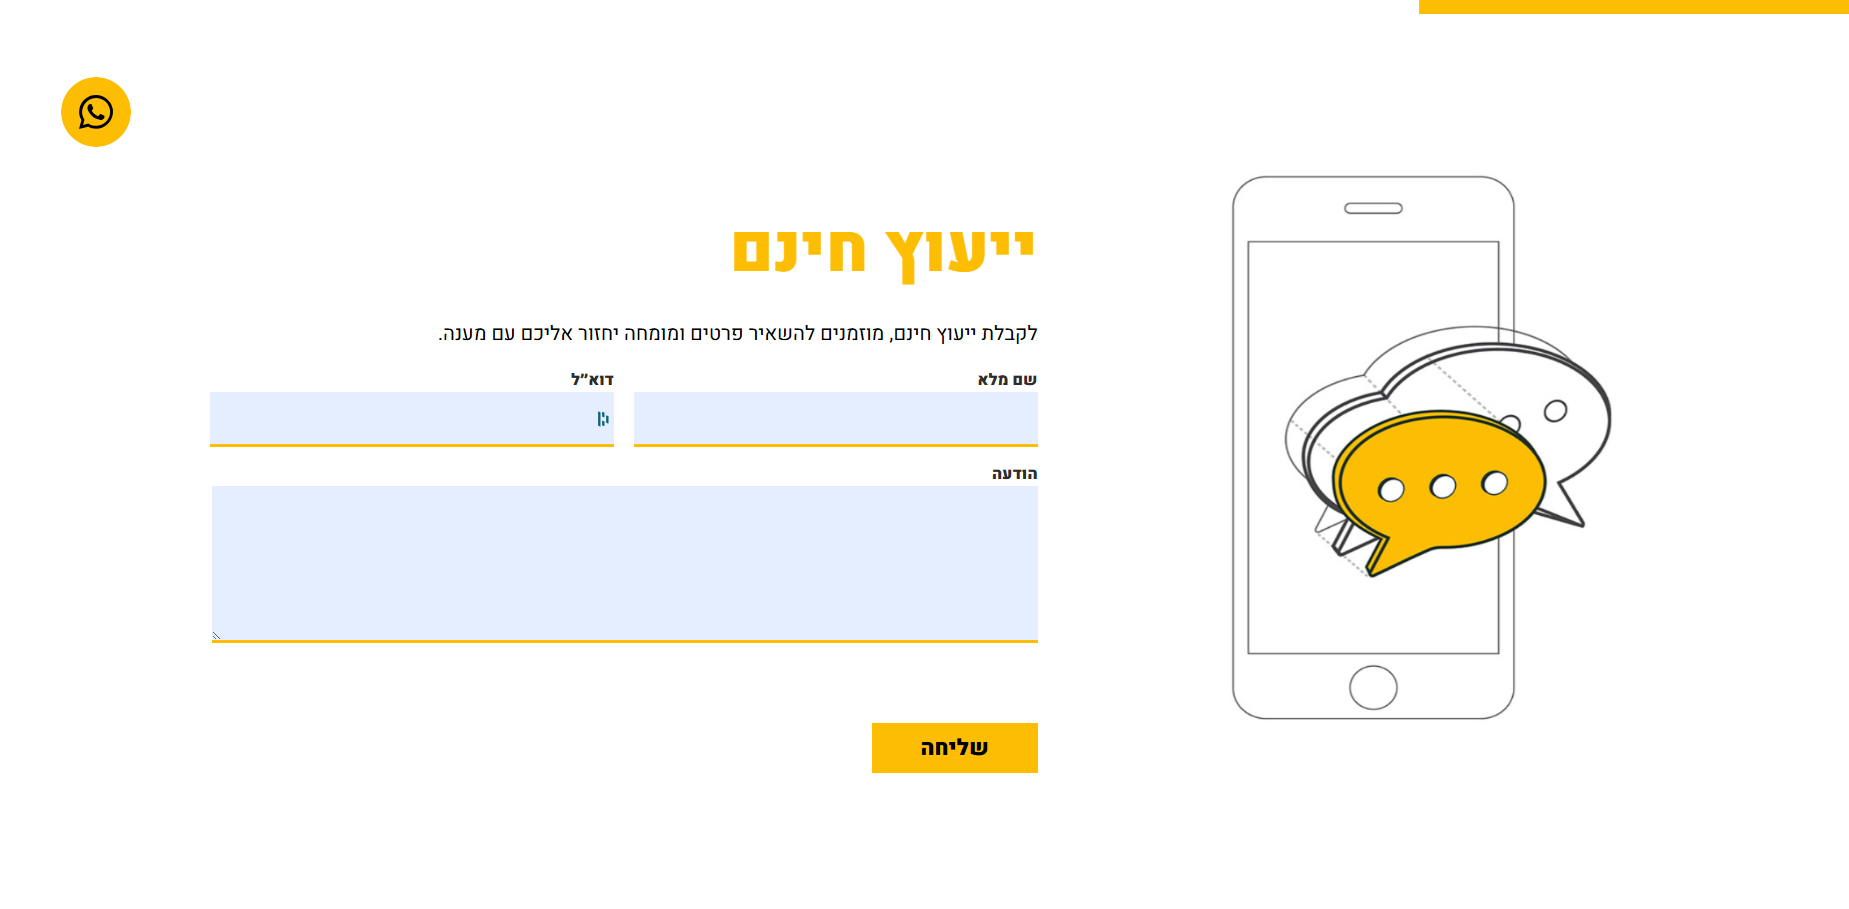 ייעוץ חינם
לקבלת ייעוץ חינם, מוזמנים להשאיר פרטים ומומחה יחזור אליכם עם מענה.
שם מלא
דוא״ל
הודעה
שליחה